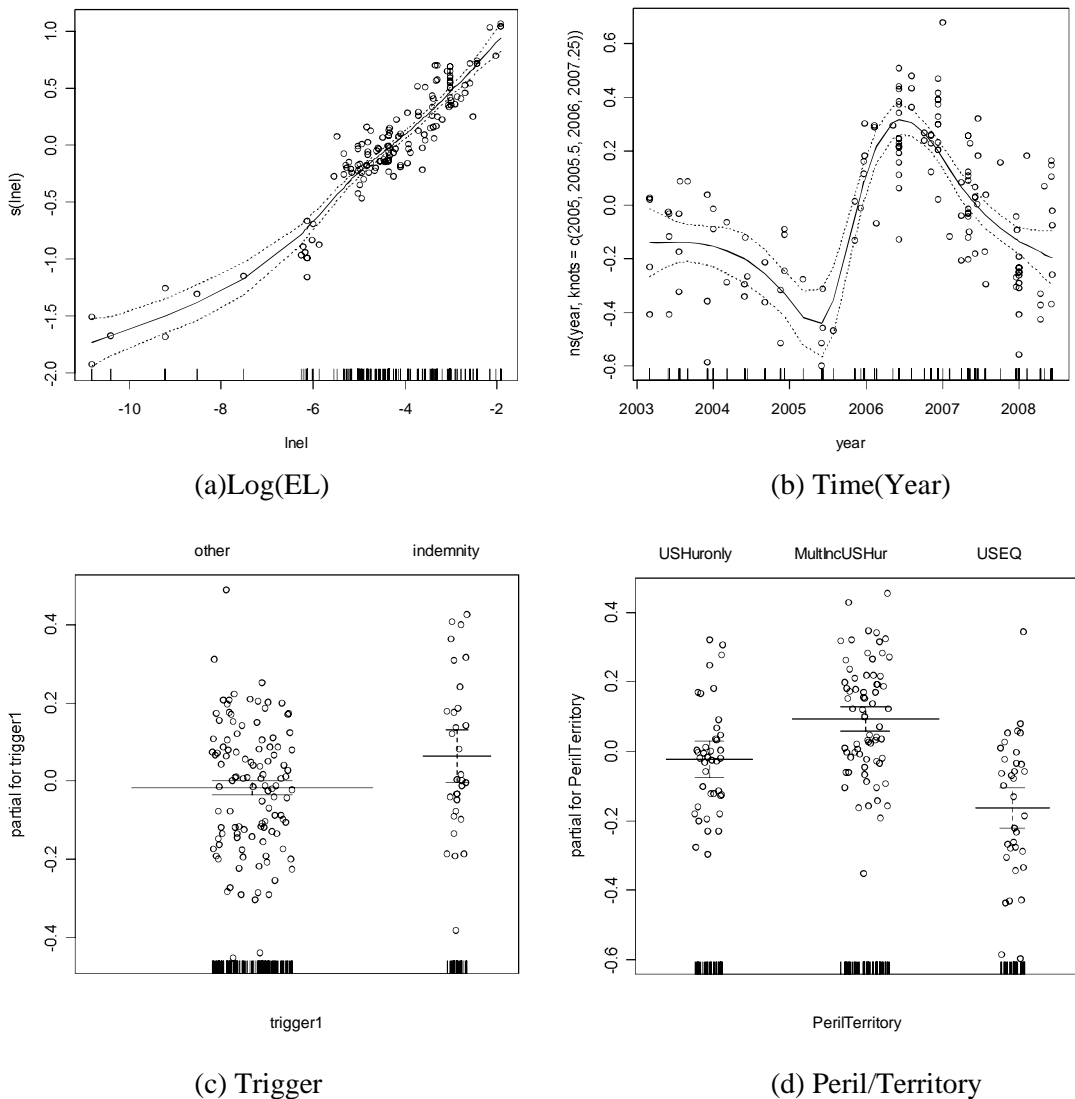 s(lnel)
1.0
0.5
0.0
-0.5
-1.0
-1.5
-2.0
-10 -8 -6 -4 -2
lnel
(a)Log(EL)
ns(year, knots = c(2005, 2005.5, 2006, 2007.25))
0.6
0.4
0.2
0.0
-0.2
-0.4
-0.6
2003 2004 2005 2006 2007 2008
year
(b) Time(Year)
other indemnity
partial for trigger1
0.4
0.2
0.0
-0.2
-0.4
trigger1
(c) Trigger
USHuronly MultIncUSHur USEQ
partial for PerilTerritory
0.4
0.2
0.0
-0.2
-0.4
-0.6
PerilTerritory
(d) Peril/Territory